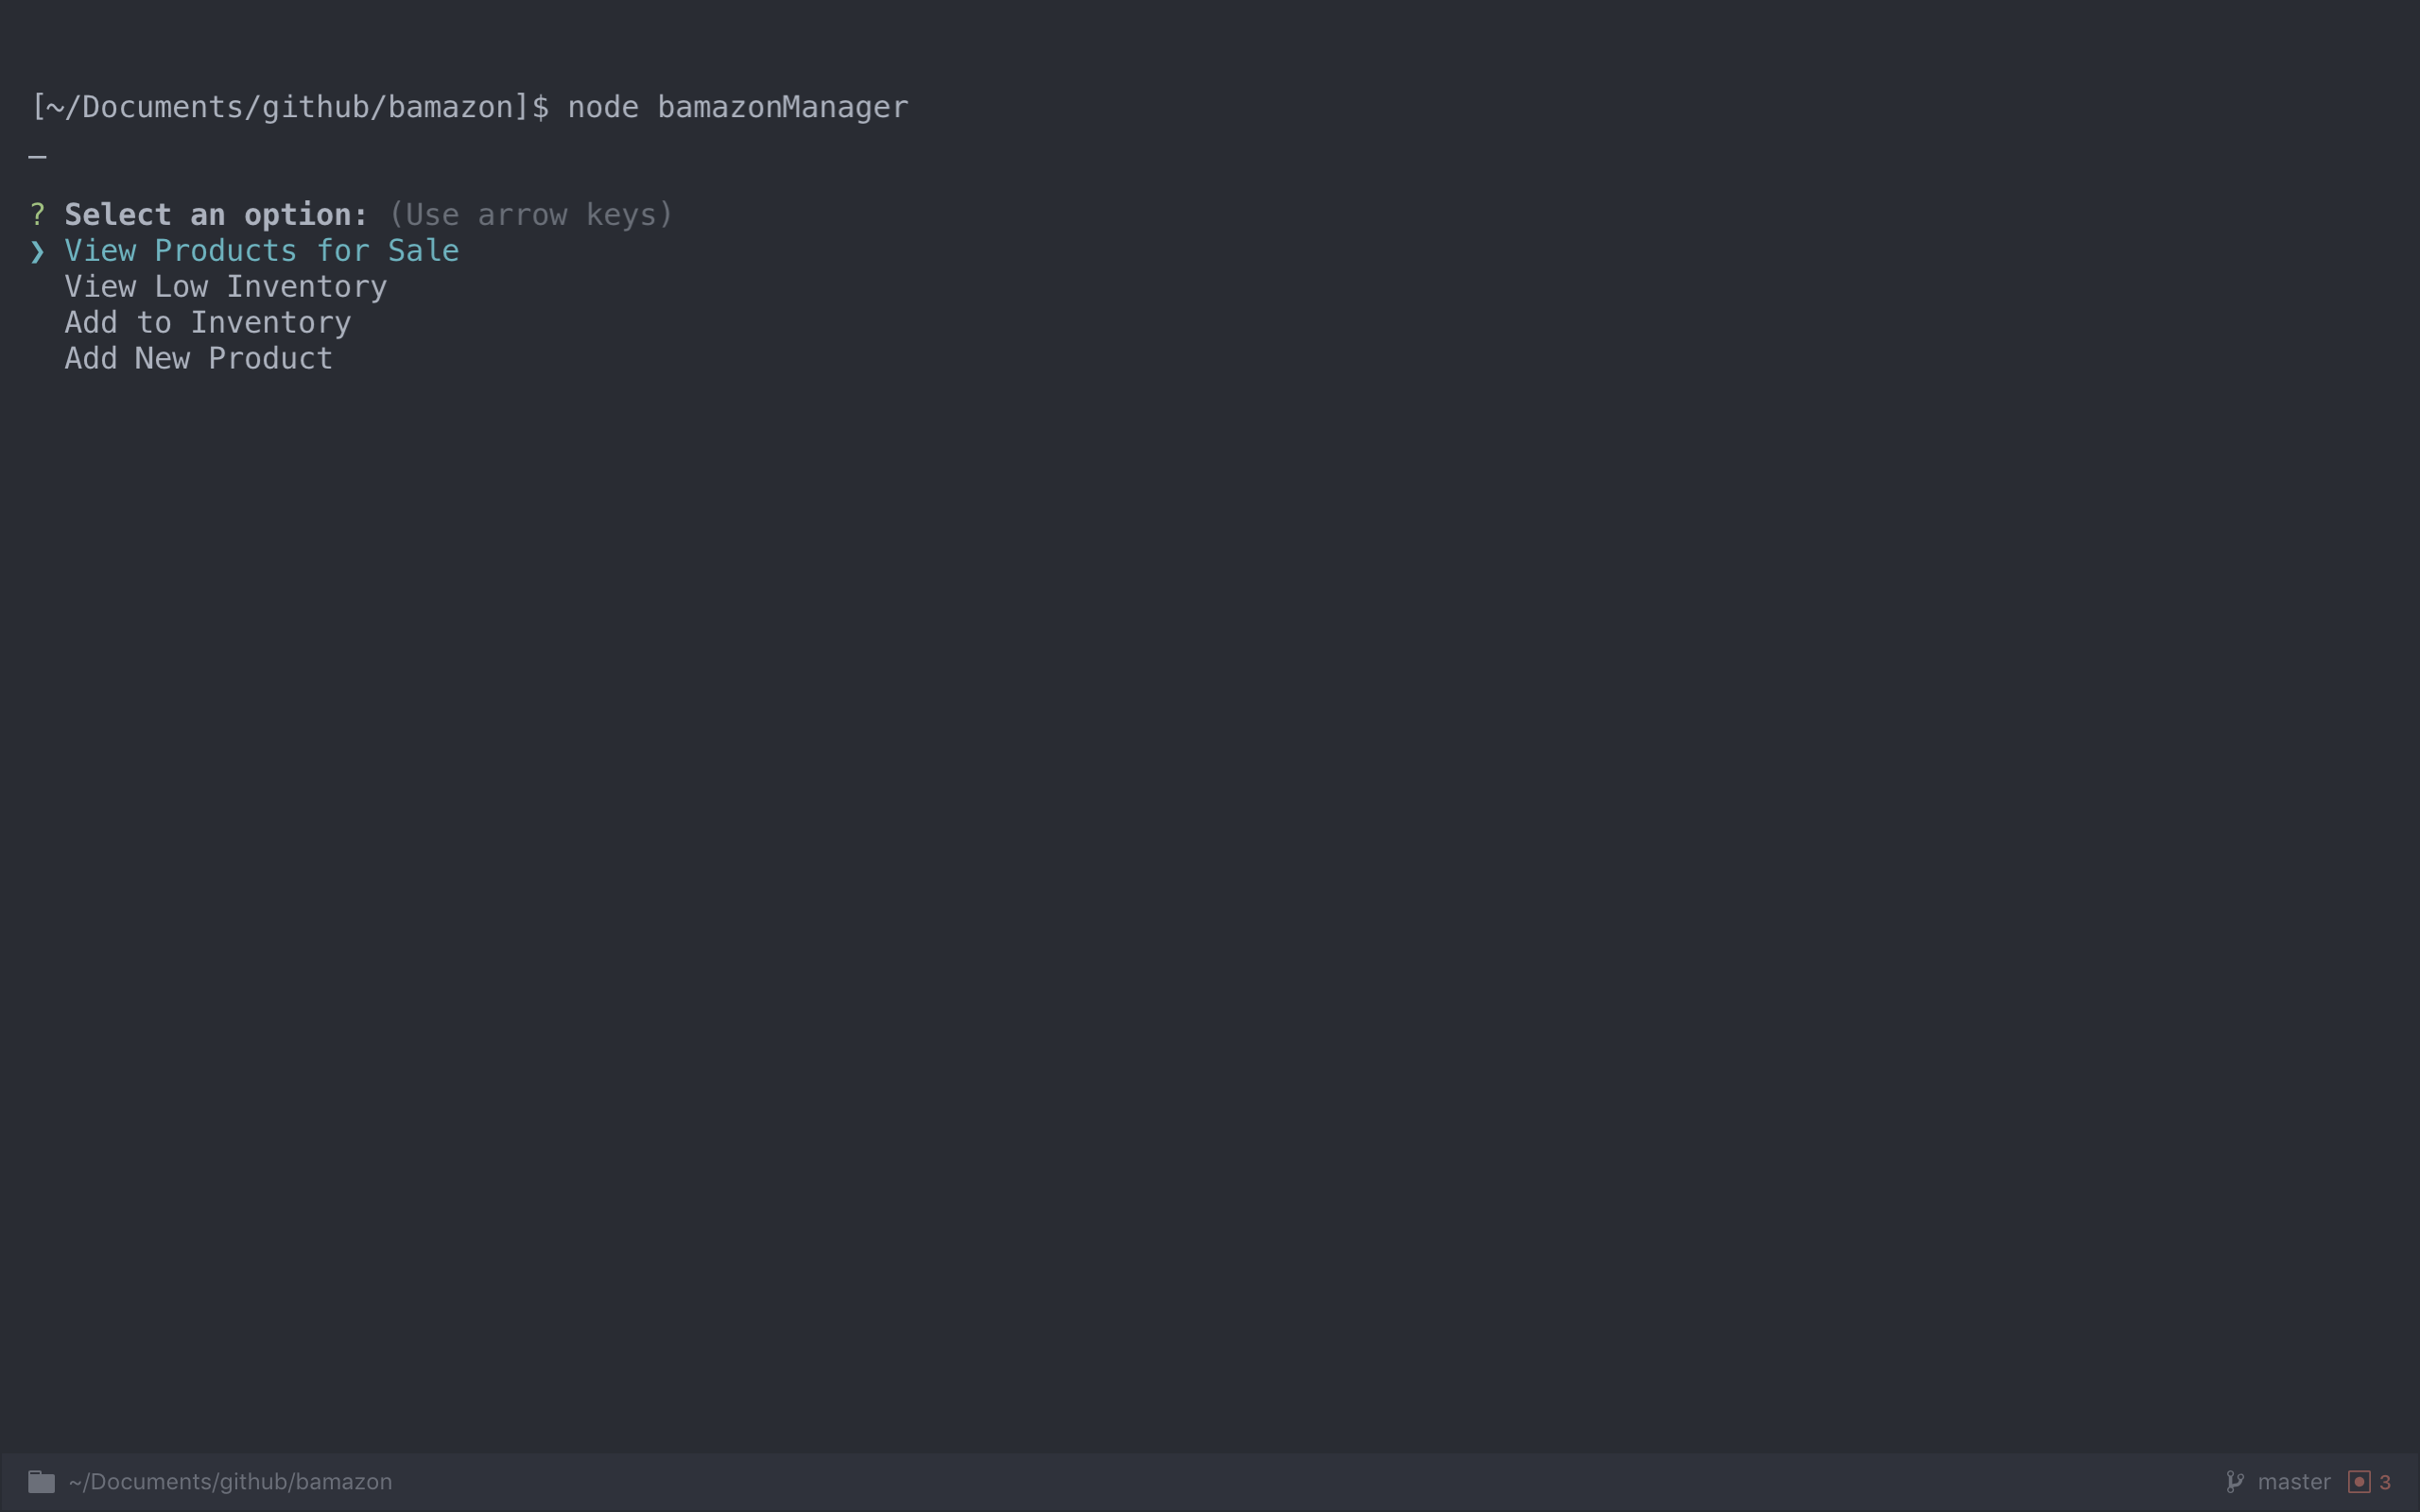 [~/Documents/github/bamazon]$ node bamazonManager
_
? Select an option: (Use arrow keys)
❯ View Products for Sale
View Low Inventory
Add to Inventory
Add New Product
~/Documents/github/bamazon
master 3